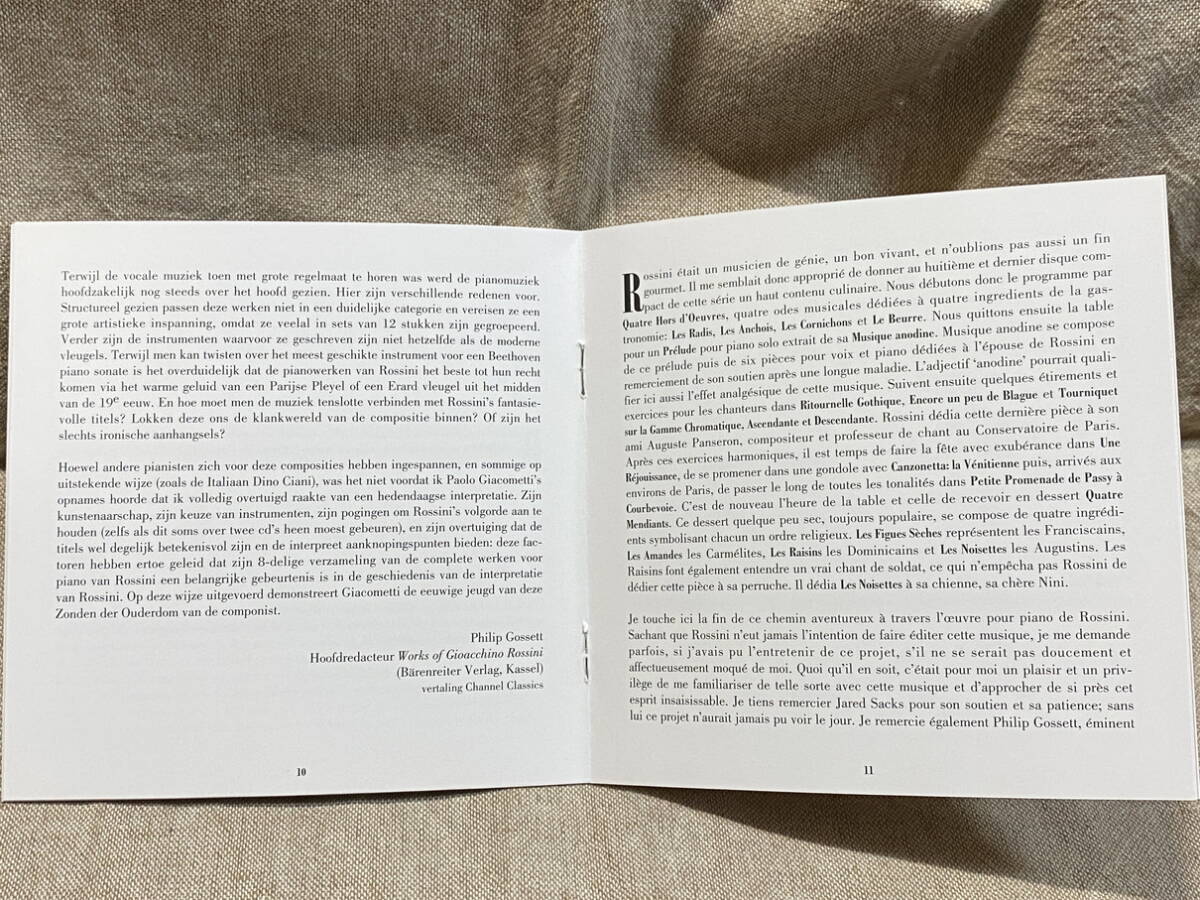 Terwijl de vocale muziek toen met grote regelmaat te horen was werd de pianomuziek
hoofdzakelijk nog steeds over het hoofd gezien. Hier zijn verschillende redenen voor.
Structureel gezien passen deze werken niet in een duidelijke categorie en vereisen ze een
grote artistieke inspanning, omdat ze veelal in sets van 12 stukken zijn gegroepeerd.
Verder zijn de instrumenten waarvoor ze geschreven zijn niet hetzelfde als de moderne
vleugels. Terwijl men kan twisten over het meest geschikte instrument voor een Beethoven
piano sonate is het overduidelijk dat de pianowerken van Rossini het beste tot hun recht
komen via het warme geluid van een Parijse Pleyel of een Erard vleugel uit het midden
van de 19e eeuw. En hoe moet men de muziek tenslotte verbinden met Rossini's fantasie-
volle titels? Lokken deze ons de klankwereld van de compositie binnen? Of zijn het
slechts ironische aanhangsels?
Hoewel andere pianisten zich voor deze composities hebben ingespannen, en sommige op
uitstekende wijze (zoals de Italiaan Dino Ciani), was het niet voordat ik Paolo Giacometti's
opnames hoorde dat ik volledig overtuigd raakte van een hedendaagse interpretatie. Zijn
kunstenaarschap, zijn keuze van instrumenten, zijn pogingen om Rossini's volgorde aan te
houden (zelfs als dit soms over twee cd's heen moest gebeuren), en zijn overtuiging dat de
titels wel degelijk betekenisvol zijn en de interpreet aanknopingspunten bieden: deze fac-
toren hebben ertoe geleid dat zijn 8-delige verzameling van de complete werken voor
piano van Rossini een belangrijke gebeurtenis is in de geschiedenis van de interpretatie
van Rossini. Op deze wijze uitgevoerd demonstreert Giacometti de eeuwige jeugd van deze
Zonden der Ouderdom van de componist.
Philip Gossett
Hoofdredacteur Works of Gioacchino Rossini
(Bärenreiter Verlag, Kassel)
vertaling Channel Classics
10
Rossini était un musicien de génie, un bon vivant, et n'oublions pas aussi un fin
gourmet. Il me semblait donc approprié de donner au huitième et dernier disque com-
pact de cette série un haut contenu culinaire. Nous débutons donc le programme par
Quatre Hors d'Oeuvres, quatre odes musicales dédiées à quatre ingredients de la gas-
tronomie: Les Radis, Les Anchois, Les Cornichons et Le Beurre. Nous quittons ensuite la table
pour un Prélude pour piano solo extrait de sa Musique anodine. Musique anodine se compose
de ce prélude puis de six pièces pour voix et piano dédiées à l'épouse de Rossini en
remerciement de son soutien après une longue maladie. L'adjectif 'anodine' pourrait quali-
fier ici aussi l'effet analgésique de cette musique. Suivent ensuite quelques étirements et
exercices pour les chanteurs dans Ritournelle Gothique, Encore un peu de Blague et Tourniquet
sur la Gamme Chromatique, Ascendante et Descendante. Rossini dédia cette dernière pièce à son
ami Auguste Panseron, compositeur et professeur de chant au Conservatoire de Paris.
Après ces exercices harmoniques, il est temps de faire la fête avec exubérance dans Une
Réjouissance, de se promener dans une gondole avec Canzonetta: la Vénitienne puis, arrivés aux
environs de Paris, de passer le long de toutes les tonalités dans Petite Promenade de Passy à
Courbevoie. C'est de nouveau l'heure de la table et celle de recevoir en dessert Quatre
Mendiants. Ce dessert quelque peu sec, toujours populaire, se compose de quatre ingrédi-
ents symbolisant chacun un ordre religieux. Les Figues Sèches représentent les Franciscains,
Les Amandes les Carmélites, Les Raisins les Dominicains et Les Noisettes les Augustins. Les
Raisins font également entendre un vrai chant de soldat, ce qui n'empêcha pas Rossini de
dédier cette pièce à sa perruche. Il dédia Les Noisettes à sa chienne, sa chère Nini.
Je touche ici la fin de ce chemin aventureux à travers l'œuvre pour piano de Rossini.
Sachant que Rossini n'eut jamais l'intention de faire éditer cette musique, je me demande
parfois, si j'avais pu l'entretenir de ce projet, s'il ne se serait pas doucement et
affectueusement moqué de moi. Quoi qu'il en soit, c'était pour moi un plaisir et un priv-
ilège de me familiariser de telle sorte avec cette musique et d'approcher de si près cet
esprit insaisissable. Je tiens remercier Jared Sacks pour son soutien et sa patience; sans
lui ce projet n'aurait jamais pu voir le jour. Je remercie également Philip Gossett, éminent
11